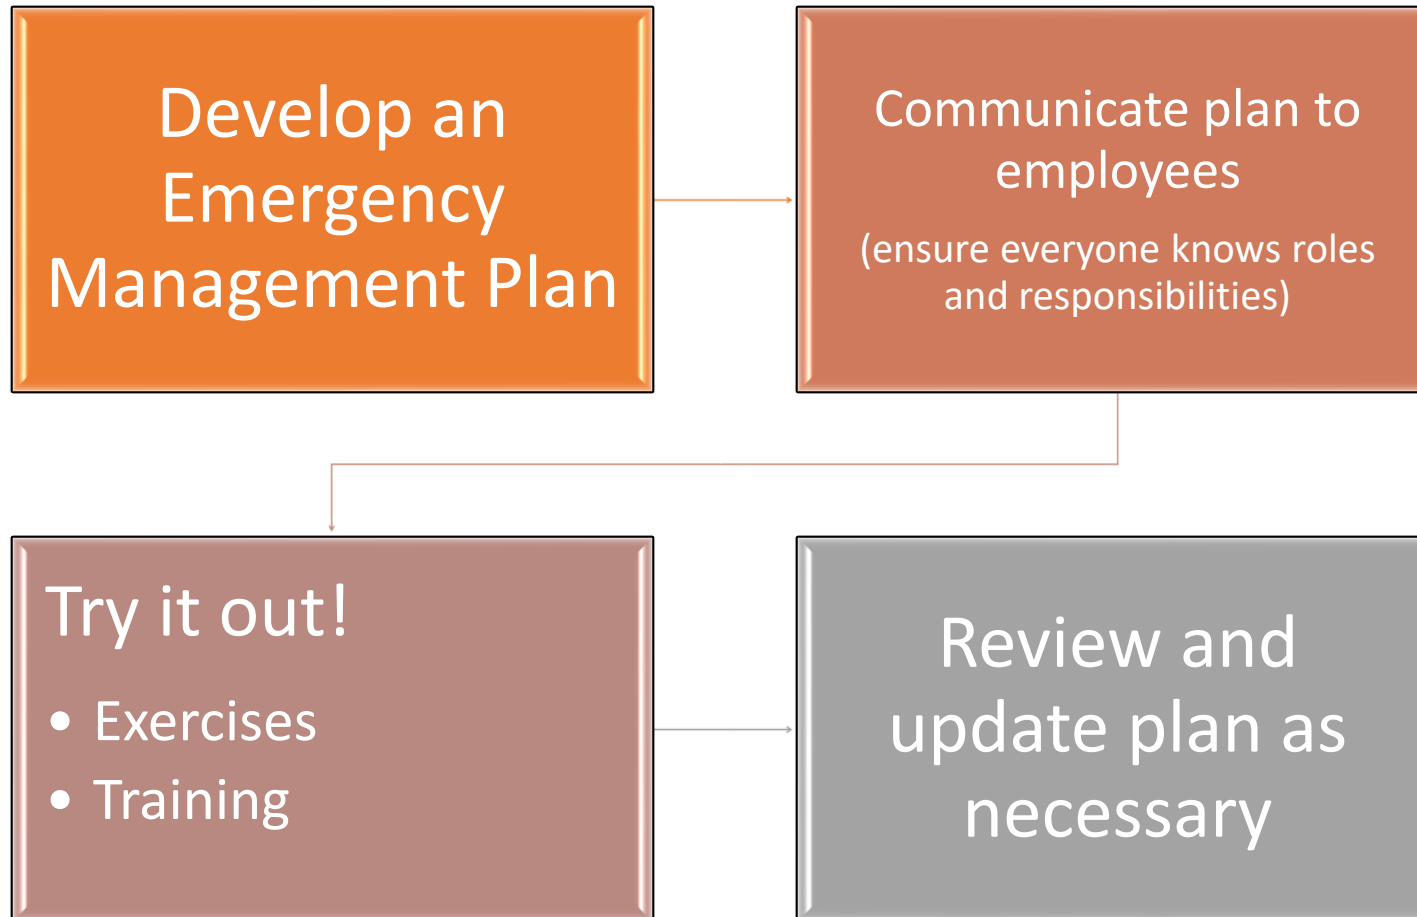 Develop an
Emergency
Management Plan
Communicate plan to
employees
(ensure everyone knows roles
and responsibilities)
Try it out!
• Exercises
• Training
Review and
update plan as
necessary